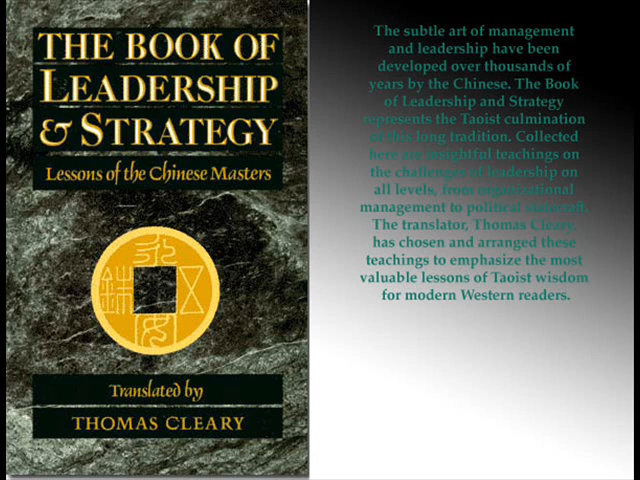 THE BOOK OF
LEADERSHIP
& STRATEGY
Lessons of the Chinese Masters
Translated by
THOMAS CLEARY
The subtle art of management
and leadership have been
developed over thousands of
years by the Chinese. The Book
of Leadership and Strategy
represents the Taoist culmination
of this long tradition. Collected
here are insightful teachings on
the challenges of leadership on
all levels, from organizational
management to political statecraft.
The translator, Thomas Cleary,
has chosen and arranged these
teachings to emphasize the most
valuable lessons of Taoist wisdom
for modern Western readers.